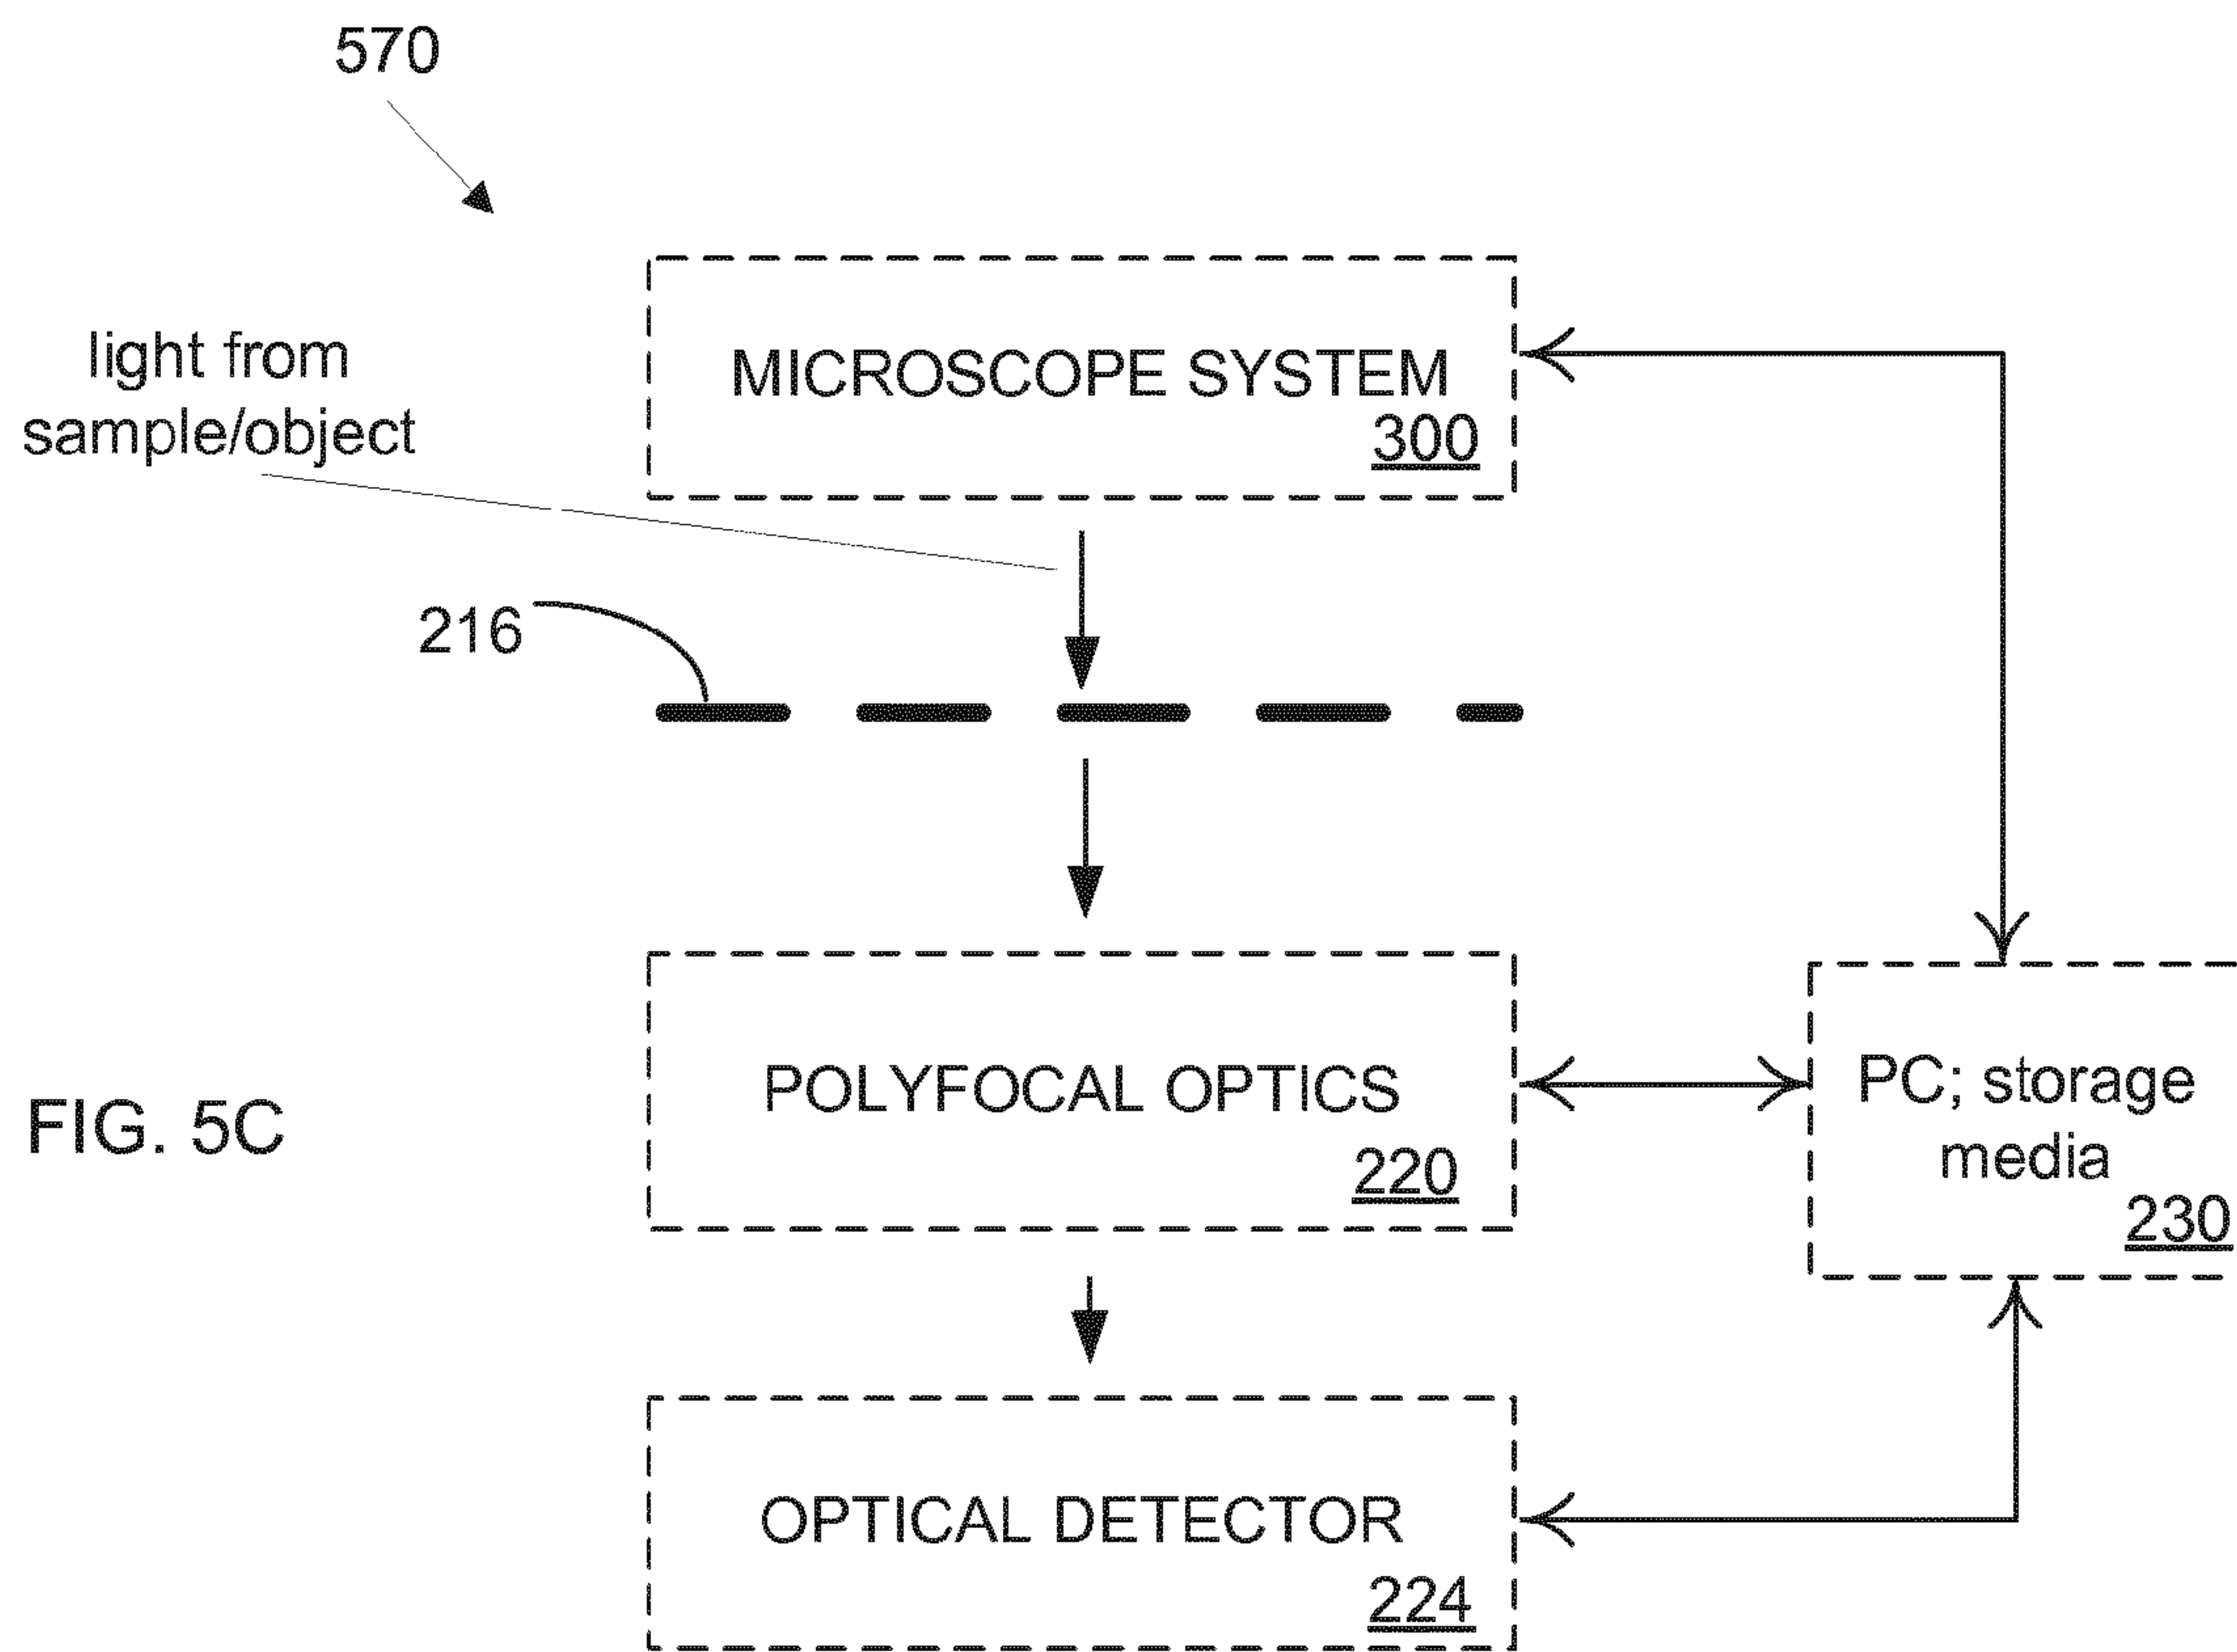 570
MICROSCOPE SYSTEM
300
light from
sample/object
216
POLYFOCAL OPTICS
220
PC; storage
media
230
FIG. 5C
OPTICAL DETECTOR
224